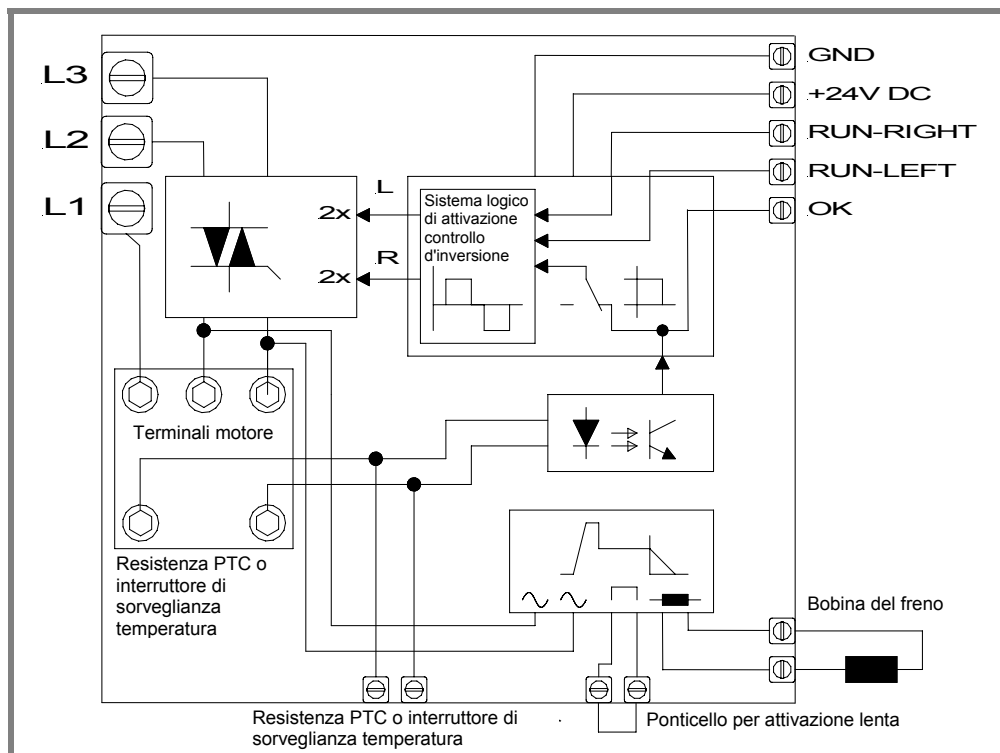 L3
L2
L1
GND
+24V DC
RUN-RIGHT
RUN-LEFT
OK
L
2x
R
2x
Sistema logico
di attivazione
controllo
d'inversione
Terminali motore
Resistenza PTC o
interruttore di
sorveglianza
temperatura
Bobina del freno
Resistenza PTC o interruttore di
sorveglianza temperatura
Ponticello per attivazione lenta